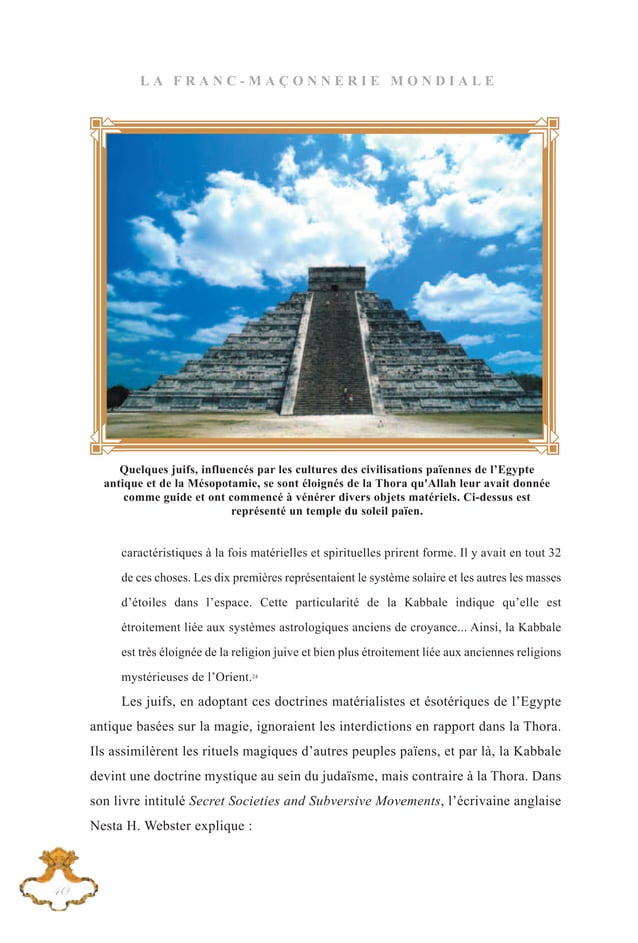 LA FRANC-MAÇONNERIE MONDIALE
Quelques juifs, influencés par les cultures des civilisations païennes de l’Egypte
antique et de la Mésopotamie, se sont éloignés de la Thora qu'Allah leur avait donnée
comme guide et ont commencé à vénérer divers objets matériels. Ci-dessus est
représenté un temple du soleil païen.
caractéristiques à la fois matérielles et spirituelles prirent forme. Il y avait en tout 32
de ces choses. Les dix premières représentaient le système solaire et les autres les masses
d’étoiles dans l’espace. Cette particularité de la Kabbale indique qu’elle est
étroitement liée aux systèmes astrologiques anciens de croyance... Ainsi, la Kabbale
est très éloignée de la religion juive et bien plus étroitement liée aux anciennes religions
mystérieuses de l’Orient.24
Les juifs, en adoptant ces doctrines matérialistes et ésotériques de l’Egypte
antique basées sur la magie, ignoraient les interdictions en rapport dans la Thora.
Ils assimilèrent les rituels magiques d’autres peuples païens, et par là, la Kabbale
devint une doctrine mystique au sein du judaïsme, mais contraire à la Thora. Dans
son livre intitulé Secret Societies and Subversive Movements, l’écrivaine anglaise
Nesta H. Webster explique :
40